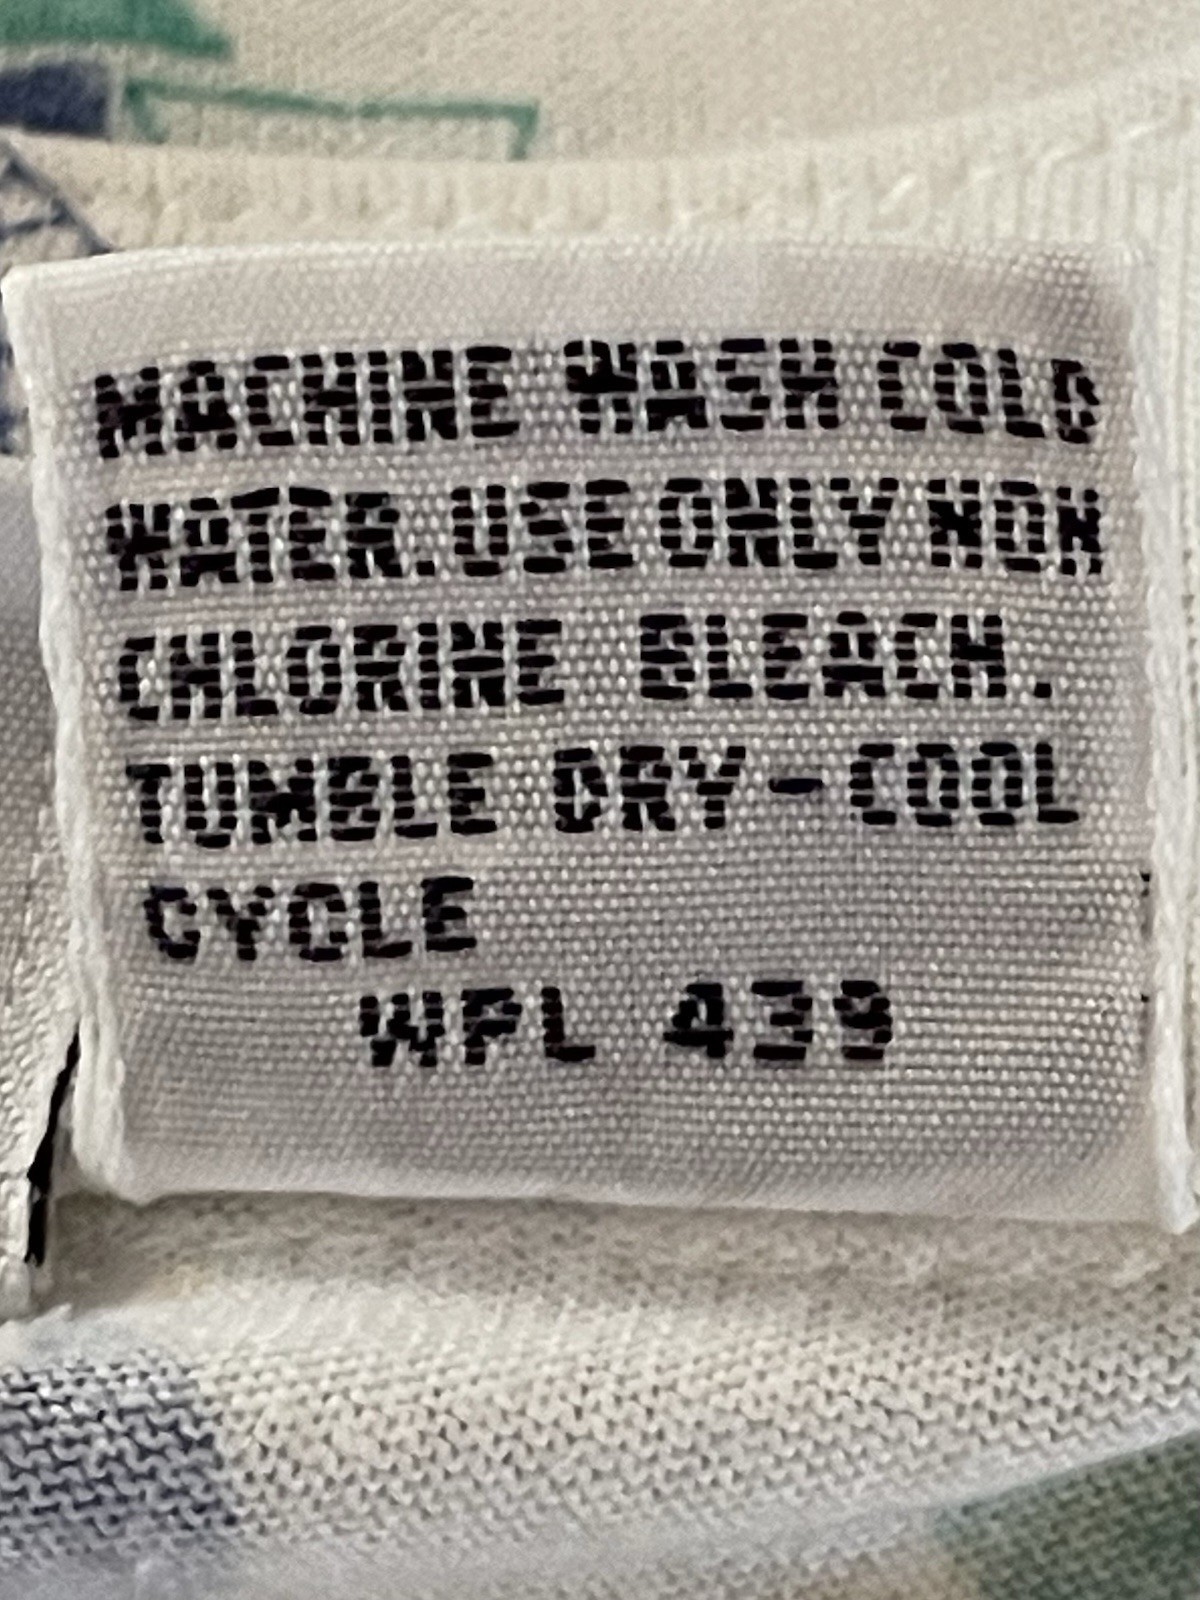 MACHINE WASH COLD
WATER. USE ONLY NON
CHLORINE BLEACH.
TUMBLE DRY-COOL
CYCLE
WPL 439